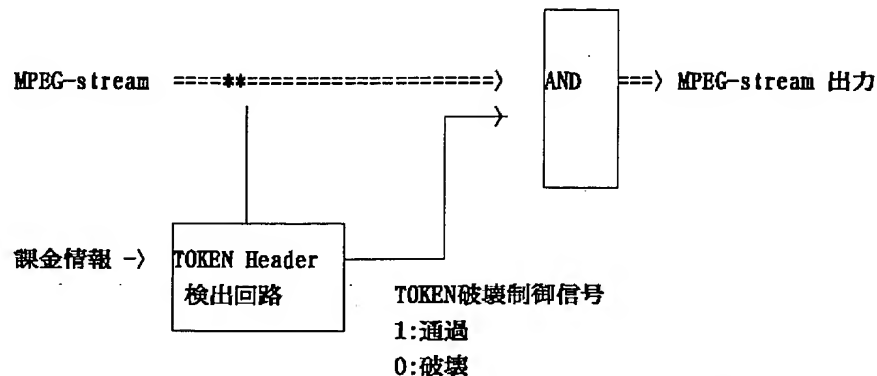 MPEG-stream ====**=====================> AND ===> MPEG-stream 出力
課金情報 -> TOKEN Header
検出回路
TOKEN破壊制御信号
1:通過
0:破壊